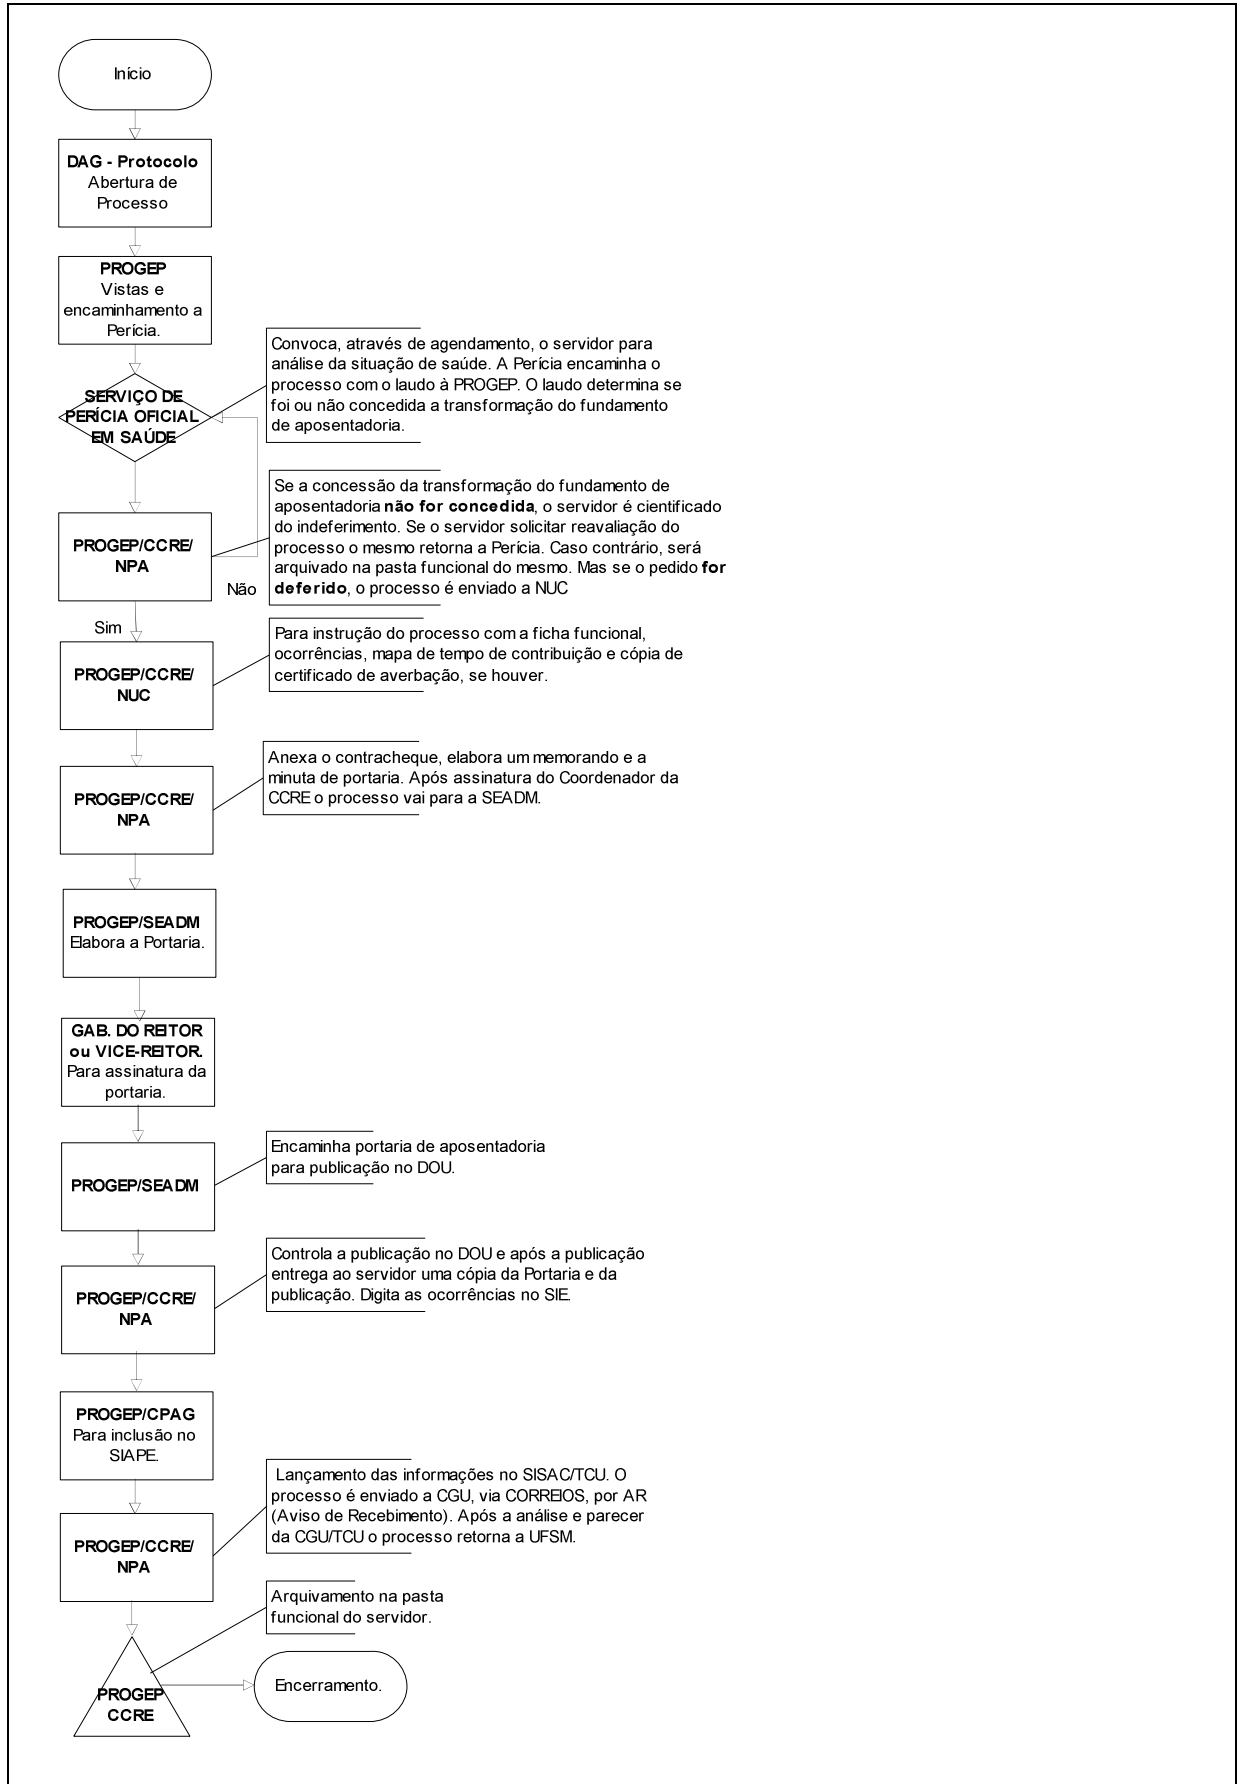 Início
DAG - Protocolo
Abertura de
Processo
PROGEP
Vistas e
encaminhamento a
Perícia.
Convoca, através de agendamento, o servidor para
análise da situação de saúde. A Perícia encaminha o
processo com o laudo à PROGEP. O laudo determina se
foi ou não concedida a transformação do fundamento
de aposentadoria.
SERVIÇO DE
PERÍCIA OFICIAL
EM SAÚDE
Se a concessão da transformação do fundamento de
aposentadoria não for concedida, o servidor é cientificado
do indeferimento. Se o servidor solicitar reavaliação do
processo o mesmo retorna a Perícia. Caso contrário, será
arquivado na pasta funcional do mesmo. Mas se o pedido for
deferido, o processo é enviado a NUC
PROGEP/CCRE/
NPA
Não
Sim
Para instrução do processo com a ficha funcional,
ocorrências, mapa de tempo de contribuição e cópia de
certificado de averbação, se houver.
PROGEP/CCRE/
NUC
Anexa o contracheque, elabora um memorando e a
minuta de portaria. Após assinatura do Coordenador da
CCRE o processo vai para a SEADM.
PROGEP/CCRE/
NPA
PROGEP/SEADM
Elabora a Portaria.
GAB. DO REITOR
ou VICE-REITOR.
Para assinatura da
portaria.
Encaminha portaria de aposentadoria
para publicação no DOU.
PROGEP/SEADM
Controla a publicação no DOU e após a publicação
entrega ao servidor uma cópia da Portaria e da
publicação. Digita as ocorrências no SIE.
PROGEP/CCRE/
NPA
PROGEP/CPAG
Para inclusão no
SIAPE.
Lançamento das informações no SISAC/TCU. O
processo é enviado a CGU, via CORREIOS, por AR
(Aviso de Recebimento). Após a análise e parecer
da CGU/TCU o processo retorna a UFSM.
PROGEP/CCRE/
NPA
Arquivamento na pasta
funcional do servidor.
PROGEP
CCRE
Encerramento.